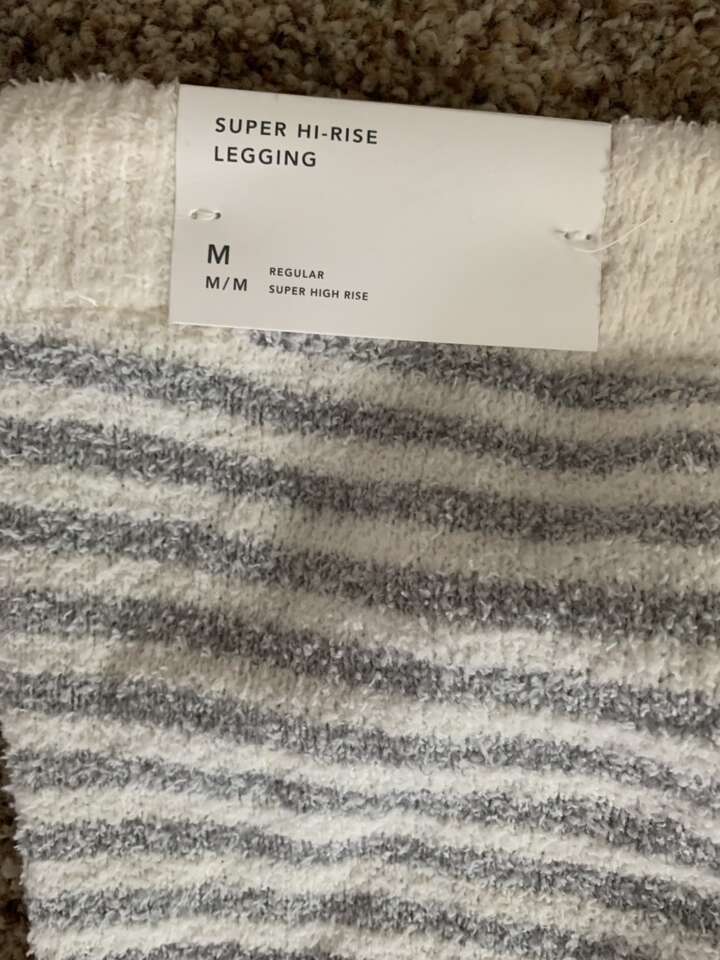 SUPER HI-RISE
LEGGING
M
M/M
REGULAR
SUPER HIGH RISE